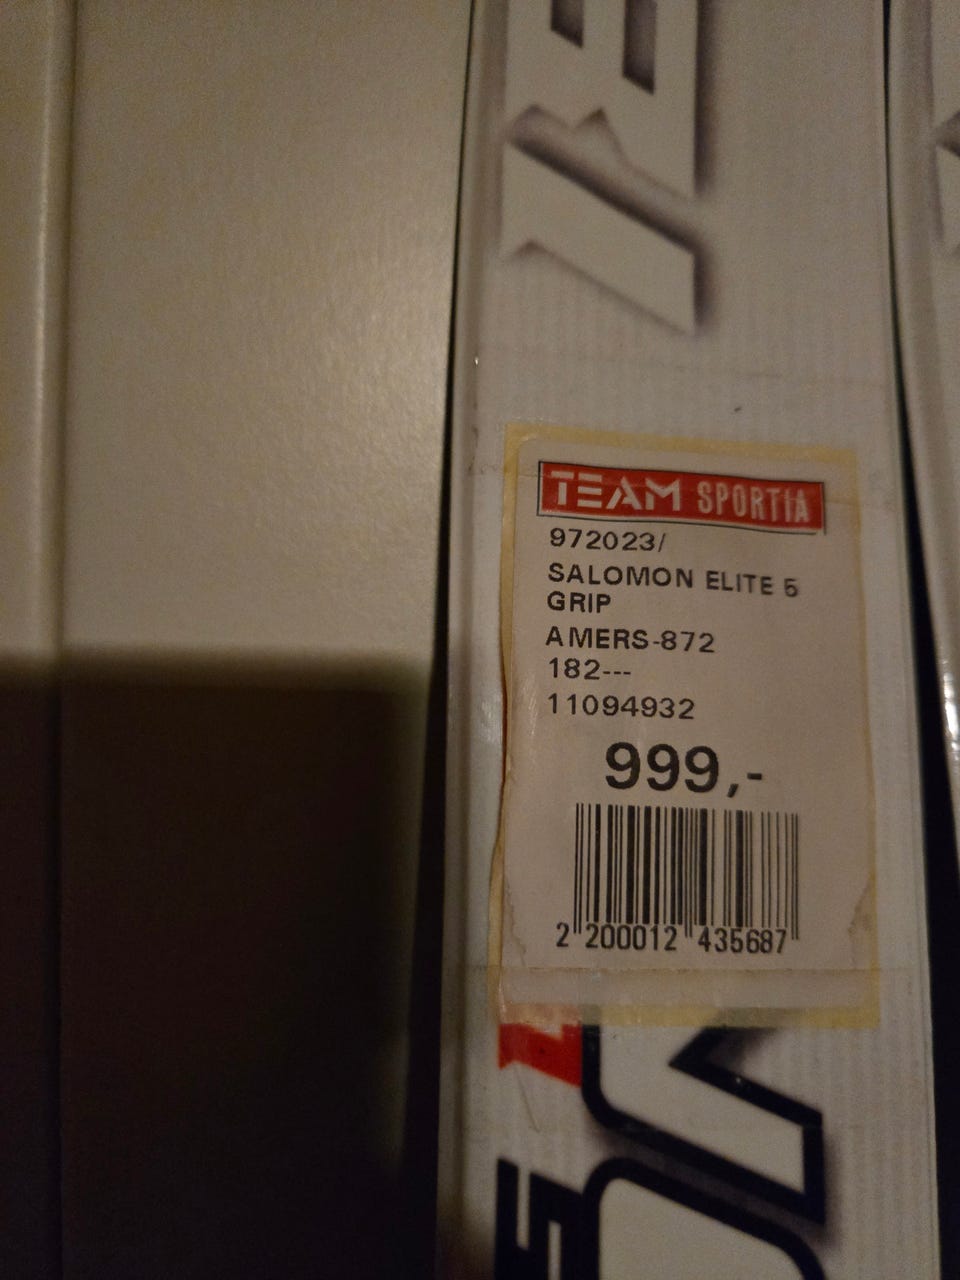 TEAM SPORTIA
972023/
SALOMON ELITE 5
GRIP
AMERS-872
182---
11094932
999,-
2 200012 435687